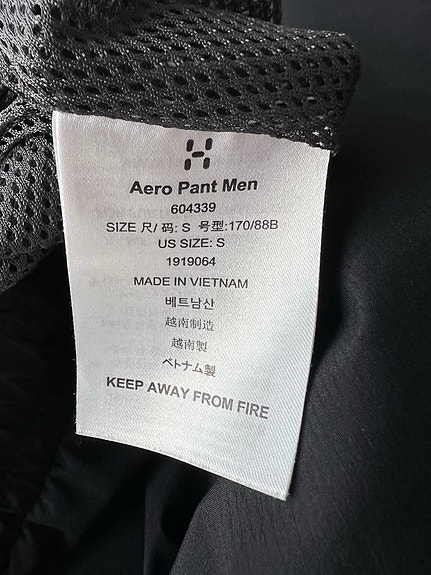 Aero Pant Men
604339
SIZE 尺/ 码: S 号型:170/88B
US SIZE: S
1919064
MADE IN VIETNAM
베트남산
越南制造
越南製
ベトナム製
KEEP AWAY FROM FIRE